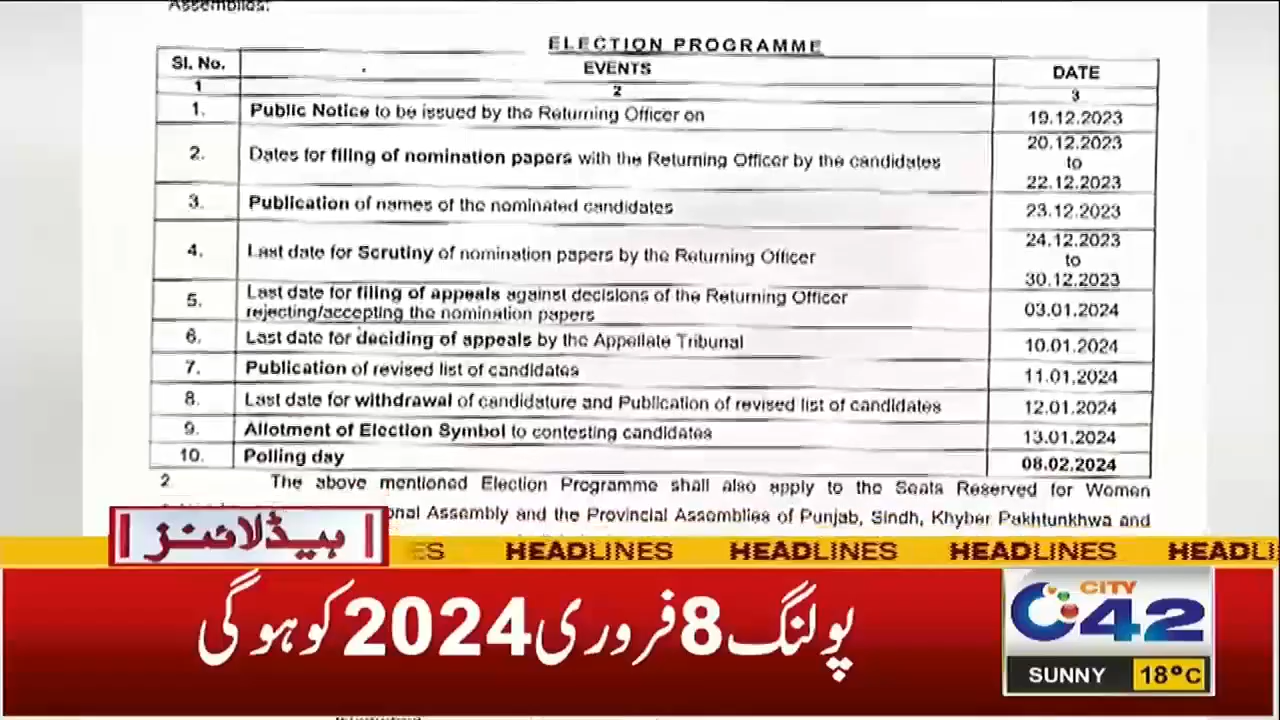 Assemblies:
ELECTION PROGRAMME
Sl. No. EVENTS DATE
1 2 3
1. Public Notice to be issued by the Returning Officer on 19.12.2023
2. Dates for filing of nomination papers with the Returning Officer by the candidates 20.12.2023 to 22.12.2023
3. Publication of names of the nominated candidates 23.12.2023
4. Last date for Scrutiny of nomination papers by the Returning Officer 24.12.2023 to 30.12.2023
5. Last date for filing of appeals against decisions of the Returning Officer
rejecting/accepting the nomination papers 03.01.2024
6. Last date for deciding of appeals by the Appellate Tribunal 10.01.2024
7. Publication of revised list of candidates 11.01.2024
8. Last date for withdrawal of candidature and Publication of revised list of candidates 12.01.2024
9. Allotment of Election Symbol to contesting candidates 13.01.2024
10. Polling day 08.02.2024
2 The above mentioned Election Programme shall also apply to the Seats Reserved for Women
onal Assembly and the Provincial Assemblies of Punjab, Sindh, Khyber Pakhtunkhwa and
ہیڈلائنز
ES HEADLINES HEADLINES HEADLINES HEADLI
پولنگ 8 فروری 2024 کو ہو گی
CITY
42
SUNNY 18°C